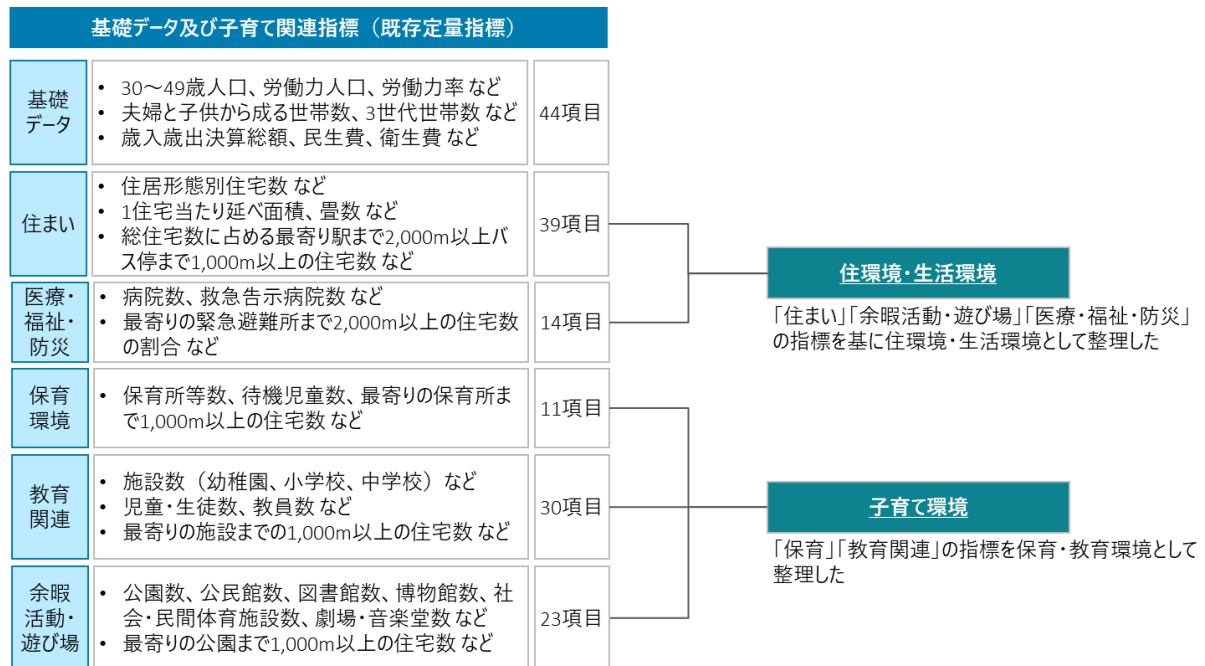 基礎データ及び子育て関連指標（既存定量指標）
基礎
データ
• 30～49歳人口、労働力人口、労働力率 など
• 夫婦と子供から成る世帯数、3世代世帯数 など
• 歳入歳出決算総額、民生費、衛生費 など
44項目
住まい
• 住居形態別住宅数 など
• 1住宅当たり延べ面積、畳数 など
• 総住宅数に占める最寄り駅まで2,000m以上バ
ス停まで1,000m以上の住宅数 など
39項目
医療・
福祉・
防災
• 病院数、救急告示病院数 など
• 最寄りの緊急避難所まで2,000m以上の住宅数
の割合 など
14項目
保育
環境
• 保育所等数、待機児童数、最寄りの保育所ま
で1,000m以上の住宅数 など
11項目
教育
関連
• 施設数（幼稚園、小学校、中学校）など
• 児童・生徒数、教員数 など
• 最寄りの施設までの1,000m以上の住宅数 など
30項目
余暇
活動・
遊び場
• 公園数、公民館数、図書館数、博物館数、社
会・民間体育施設数、劇場・音楽堂数 など
• 最寄りの公園まで1,000m以上の住宅数 など
23項目
住環境・生活環境
「住まい」「余暇活動・遊び場」「医療・福祉・防災」
の指標を基に住環境・生活環境として整理した
子育て環境
「保育」「教育関連」の指標を保育・教育環境として
整理した